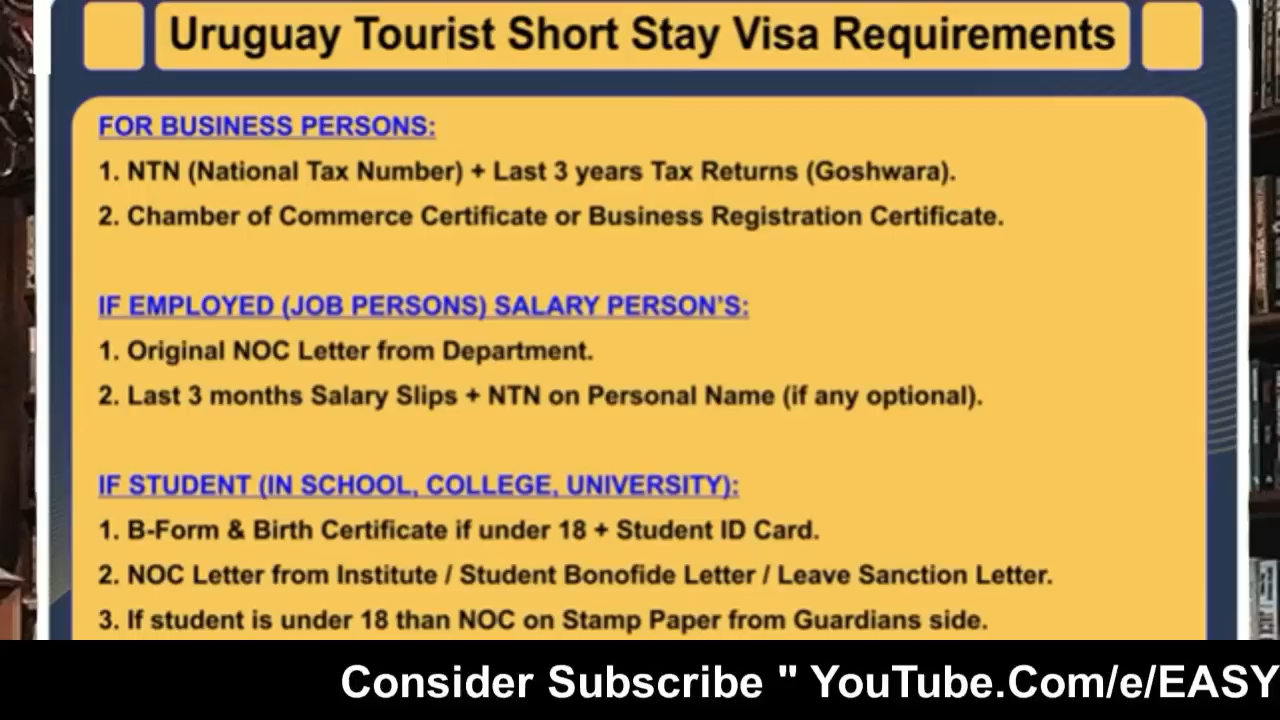 Uruguay Tourist Short Stay Visa Requirements
FOR BUSINESS PERSONS:
1. NTN (National Tax Number) + Last 3 years Tax Returns (Goshwara).
2. Chamber of Commerce Certificate or Business Registration Certificate.
IF EMPLOYED (JOB PERSONS) SALARY PERSON'S:
1. Original NOC Letter from Department.
2. Last 3 months Salary Slips + NTN on Personal Name (if any optional).
IF STUDENT (IN SCHOOL, COLLEGE, UNIVERSITY):
1. B-Form & Birth Certificate if under 18 + Student ID Card.
2. NOC Letter from Institute / Student Bonofide Letter / Leave Sanction Letter.
3. If student is under 18 than NOC on Stamp Paper from Guardians side.
Consider Subscribe " YouTube.Com/e/EASY